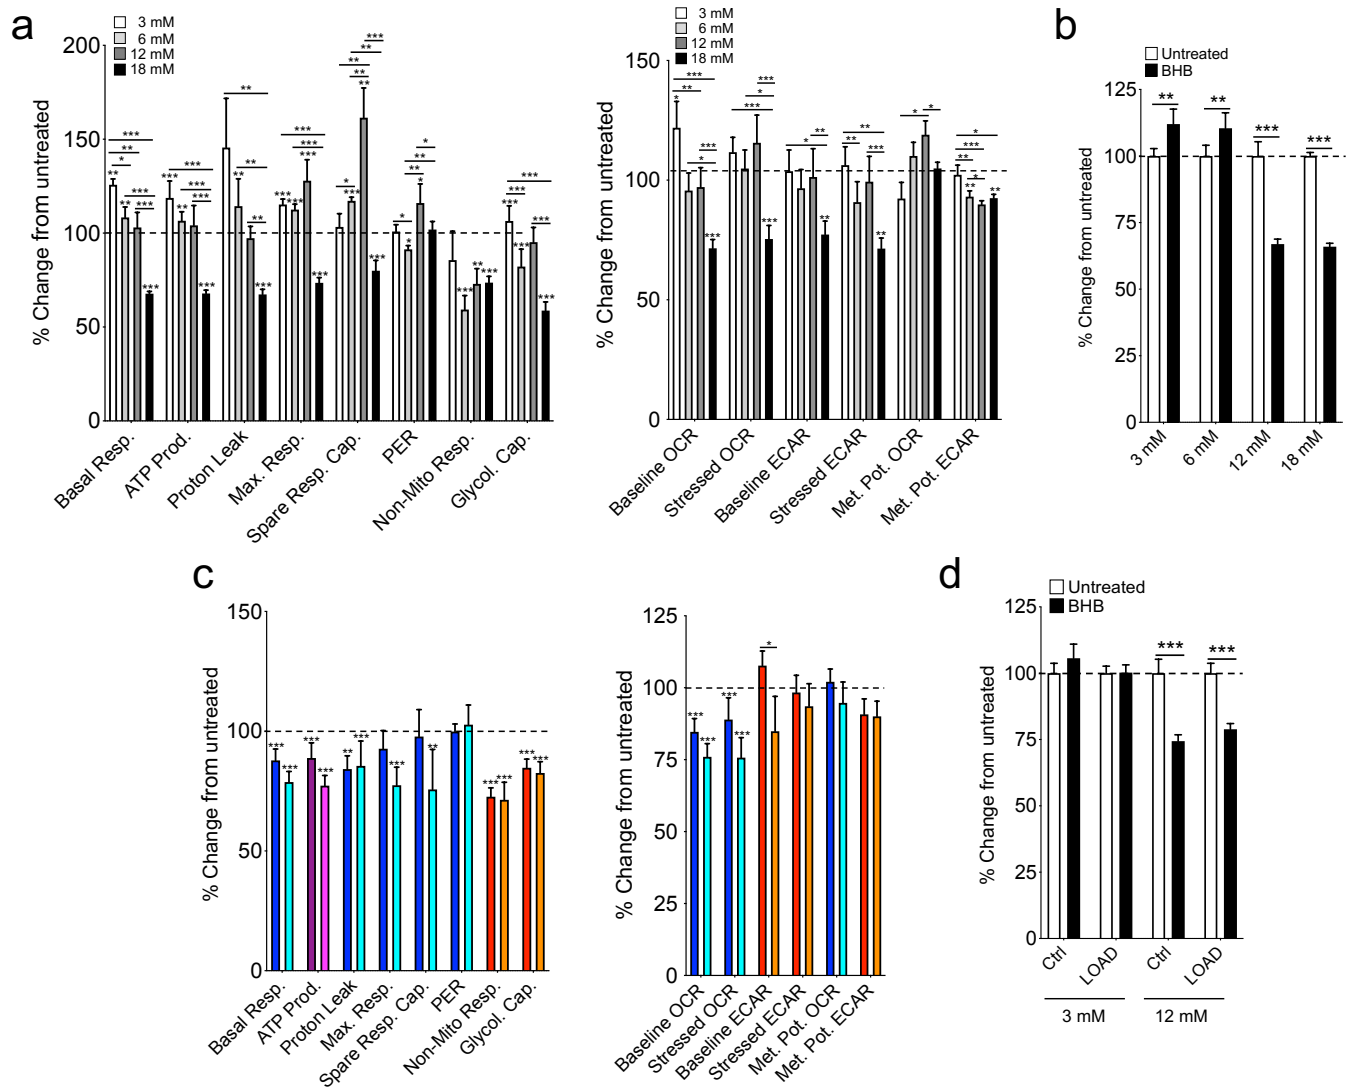 a
3 mM
6 mM
12 mM
18 mM
% Change from untreated
200
150
100
50
0
Basal Resp.
ATP Prod.
Proton Leak
Max. Resp.
Spare Resp. Cap.
PER
Non-Mito Resp.
Glycol. Cap.
3 mM
6 mM
12 mM
18 mM
% Change from untreated
150
100
50
0
Baseline OCR
Stressed OCR
Baseline ECAR
Stressed ECAR
Met. Pot. OCR
Met. Pot. ECAR
b
Untreated
BHB
% Change from untreated
125
100
75
50
25
0
** ** *** ***
3 mM
6 mM
12 mM
18 mM
c
% Change from untreated
150
100
50
0
Basal Resp.
ATP Prod.
Proton Leak
Max. Resp.
Spare Resp. Cap.
PER
Non-Mito Resp.
Glycol. Cap.
% Change from untreated
125
100
75
50
25
0
Baseline OCR
Stressed OCR
Baseline ECAR
Stressed ECAR
Met. Pot. OCR
Met. Pot. ECAR
d
Untreated
BHB
% Change from untreated
125
100
75
50
25
0
*** ***
Ctrl
LOAD
Ctrl
LOAD
3 mM
12 mM